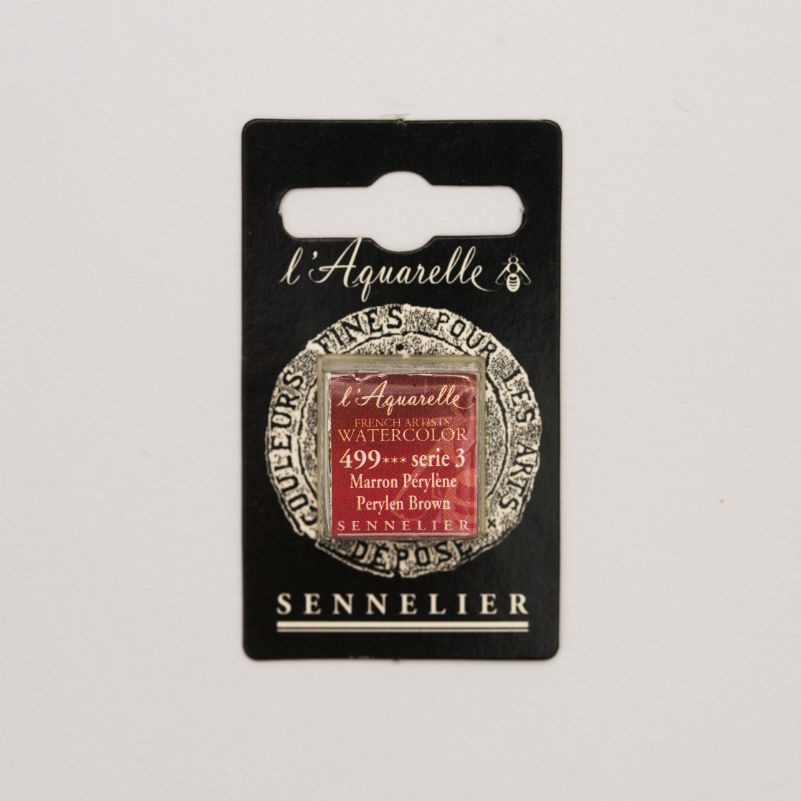 l'Aquarelle
COULEURS FINES POUR LES ARTS
DÉPOSÉ
l'Aquarelle
FRENCH ARTISTS'
WATERCOLOR
499*** serie 3
Marron Pérylène
Perylen Brown
SENNELIER
SENNELIER